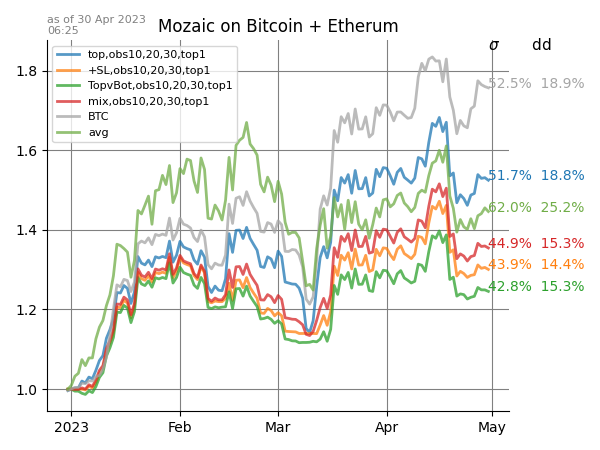 as of 30 Apr 2023
06:25
Mozaic on Bitcoin + Etherum
σ dd
top,obs10,20,30,top1
+SL,obs10,20,30,top1
TopvBot,obs10,20,30,top1
mix,obs10,20,30,top1
BTC
avg
1.8
1.6
1.4
1.2
1.0
52.5% 18.9%
51.7% 18.8%
62.0% 25.2%
44.9% 15.3%
43.9% 14.4%
42.8% 15.3%
2023 Feb Mar Apr May